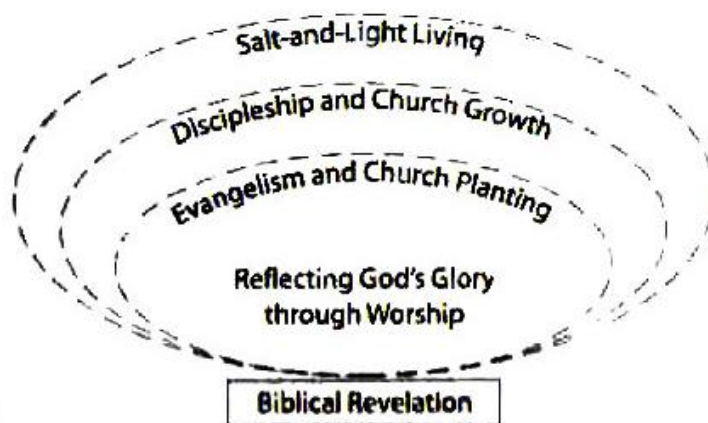 Salt-and-Light Living
Discipleship and Church Growth
Evangelism and Church Planting
Reflecting God's Glory
through Worship
Biblical Revelation